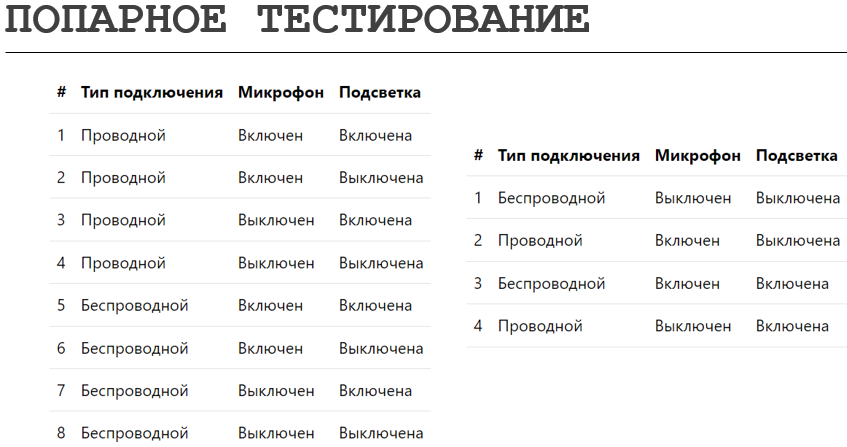 ПОПАРНОЕ ТЕСТИРОВАНИЕ
# Тип подключения Микрофон Подсветка
1 Проводной Включен Включена
2 Проводной Включен Выключена
3 Проводной Выключен Включена
4 Проводной Выключен Выключена
5 Беспроводной Включен Включена
6 Беспроводной Включен Выключена
7 Беспроводной Выключен Включена
8 Беспроводной Выключен Выключена
# Тип подключения Микрофон Подсветка
1 Беспроводной Выключен Выключена
2 Проводной Включен Выключена
3 Беспроводной Включен Включена
4 Проводной Выключен Включена